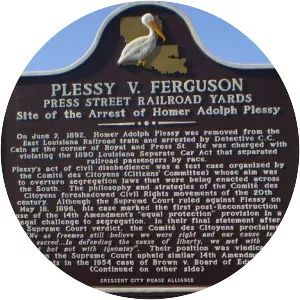 PLESSY V. FERGUSON
PRESS STREET RAILROAD YARDS
Site of the Arrest of Homer Adolph Plessy
On June 7, 1892, Homer Adolph Plessy was removed from the
East Louisiana Railroad train and arrested by Detective C.C.
Cain at the corner of Royal and Press St. He was charged with
violating the 1890 Louisiana Separate Car Act that separated
railroad passengers by race.
Plessy's act of civil disobedience was a test case organized by
the Comité des Citoyens (Citizens' Committee) whose aim was
to overturn segregation laws that were being enacted across
the South. The philosophy and strategies of the Comité des
Citoyens foreshadowed Civil Rights movements of the 20th
century. Although the Supreme Court ruled against Plessy on
May 18, 1896, his case marked the first post-Reconstruction
use of the 14th Amendment's "equal protection" provision in a
legal challenge to segregation. In their final statement after
Supreme Court verdict, the Comité des Citoyens proclaimed
"We as freemen still believe we were right and our cause
sacred...In defending the cause of liberty, we met with
but not with ignominy". Their position was vindicated
the Supreme Court upheld similar 14th Amendment
in the 1954 case of Brown v. Board of Ed
(Continued on other side)
CRESCENT CITY PEACE ALLIANCE